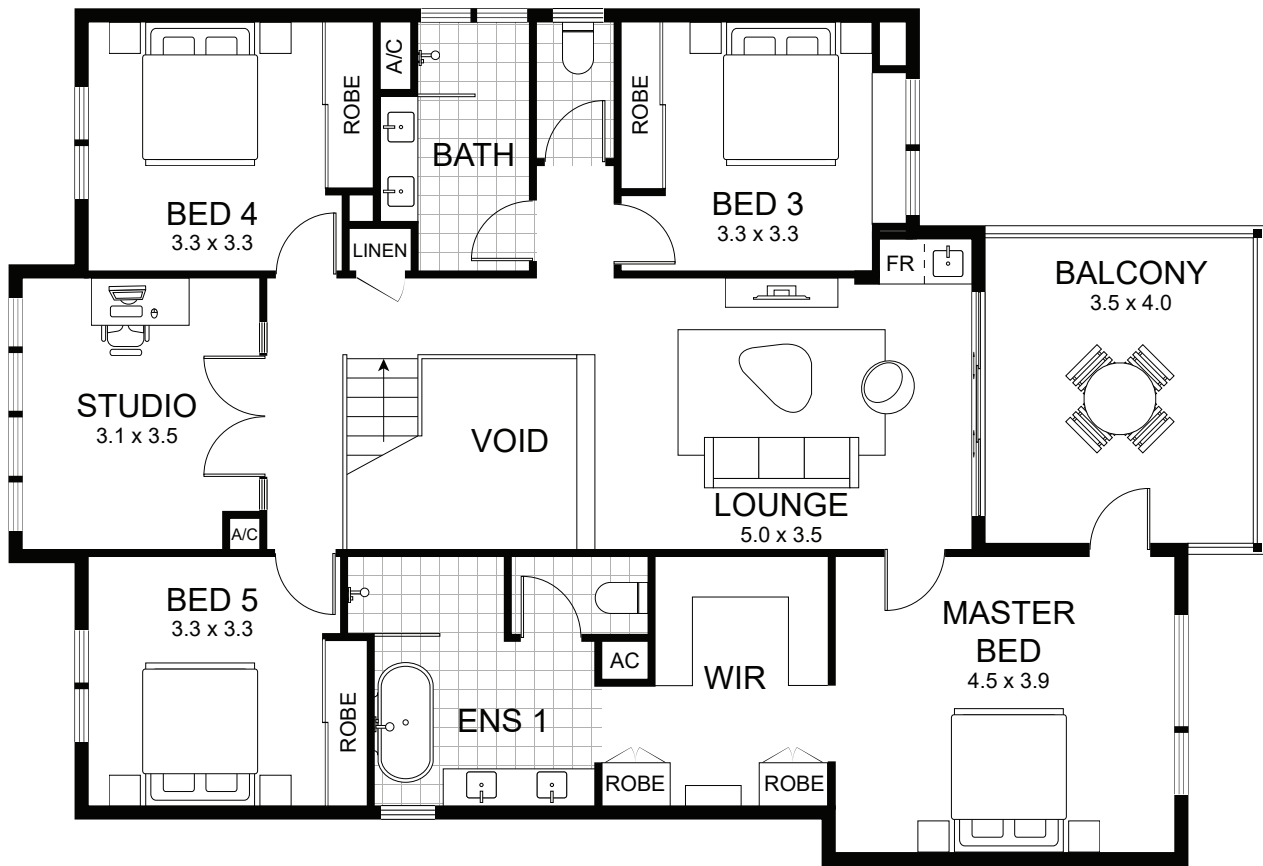 A/C
ROBE
ROBE
BATH
BED 4
3.3 x 3.3
BED 3
3.3 x 3.3
LINEN
FR
BALCONY
3.5 x 4.0
STUDIO
3.1 x 3.5
VOID
LOUNGE
5.0 x 3.5
A/C
BED 5
3.3 x 3.3
MASTER
BED
4.5 x 3.9
AC
WIR
ROBE
ENS 1
ROBE
ROBE